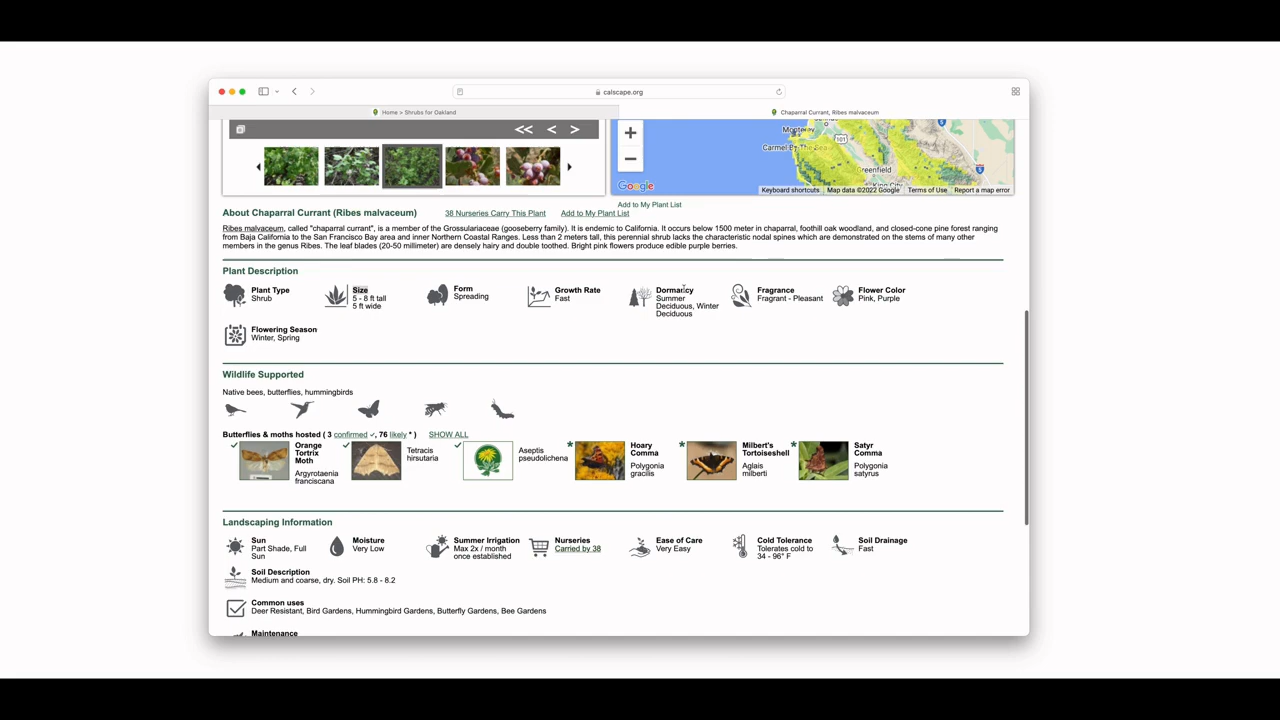 calscape.org
Home > Shrubs for Oakland
Chaparral Currant, Ribes malvaceum
<< < >
Monterey
Carmel By The Sea
101
Greenfield
5
King City
5
Google
Keyboard shortcuts
Map data ©2022 Google
Terms of Use
Report a map error
Add to My Plant List
About Chaparral Currant (Ribes malvaceum)
38 Nurseries Carry This Plant
Add to My Plant List
Ribes malvaceum, called "chaparral currant", is a member of the Grossulariaceae (gooseberry family). It is endemic to California. It occurs below 1500 meter in chaparral, foothill oak woodland, and closed-cone pine forest ranging
from Baja California to the San Francisco Bay area and inner Northern Coastal Ranges. Less than 2 meters tall, this perennial shrub lacks the characteristic nodal spines which are demonstrated on the stems of many other
members in the genus Ribes. The leaf blades (20-50 millimeter) are densely hairy and double toothed. Bright pink flowers produce edible purple berries.
Plant Description
Plant Type
Shrub
Size
5 - 8 ft tall
5 ft wide
Form
Spreading
Growth Rate
Fast
Dormancy
Summer
Deciduous, Winter
Deciduous
Fragrance
Fragrant - Pleasant
Flower Color
Pink, Purple
Flowering Season
Winter, Spring
Wildlife Supported
Native bees, butterflies, hummingbirds
Butterflies & moths hosted ( 3 confirmed ✓, 76 likely * )
SHOW ALL
Orange
Tortrix
Moth
Argyrotaenia
franciscana
Tetracis
hirsutaria
Aseptis
pseudolichena
Hoary
Comma
Polygonia
gracilis
Milbert's
Tortoiseshell
Aglais
milberti
Satyr
Comma
Polygonia
satyrus
Landscaping Information
Sun
Part Shade, Full
Sun
Moisture
Very Low
Summer Irrigation
Max 2x / month
once established
Nurseries
Carried by 38
Ease of Care
Very Easy
Cold Tolerance
Tolerates cold to
34 - 96° F
Soil Drainage
Fast
Soil Description
Medium and coarse, dry. Soil PH: 5.8 - 8.2
Common uses
Deer Resistant, Bird Gardens, Hummingbird Gardens, Butterfly Gardens, Bee Gardens
Maintenance